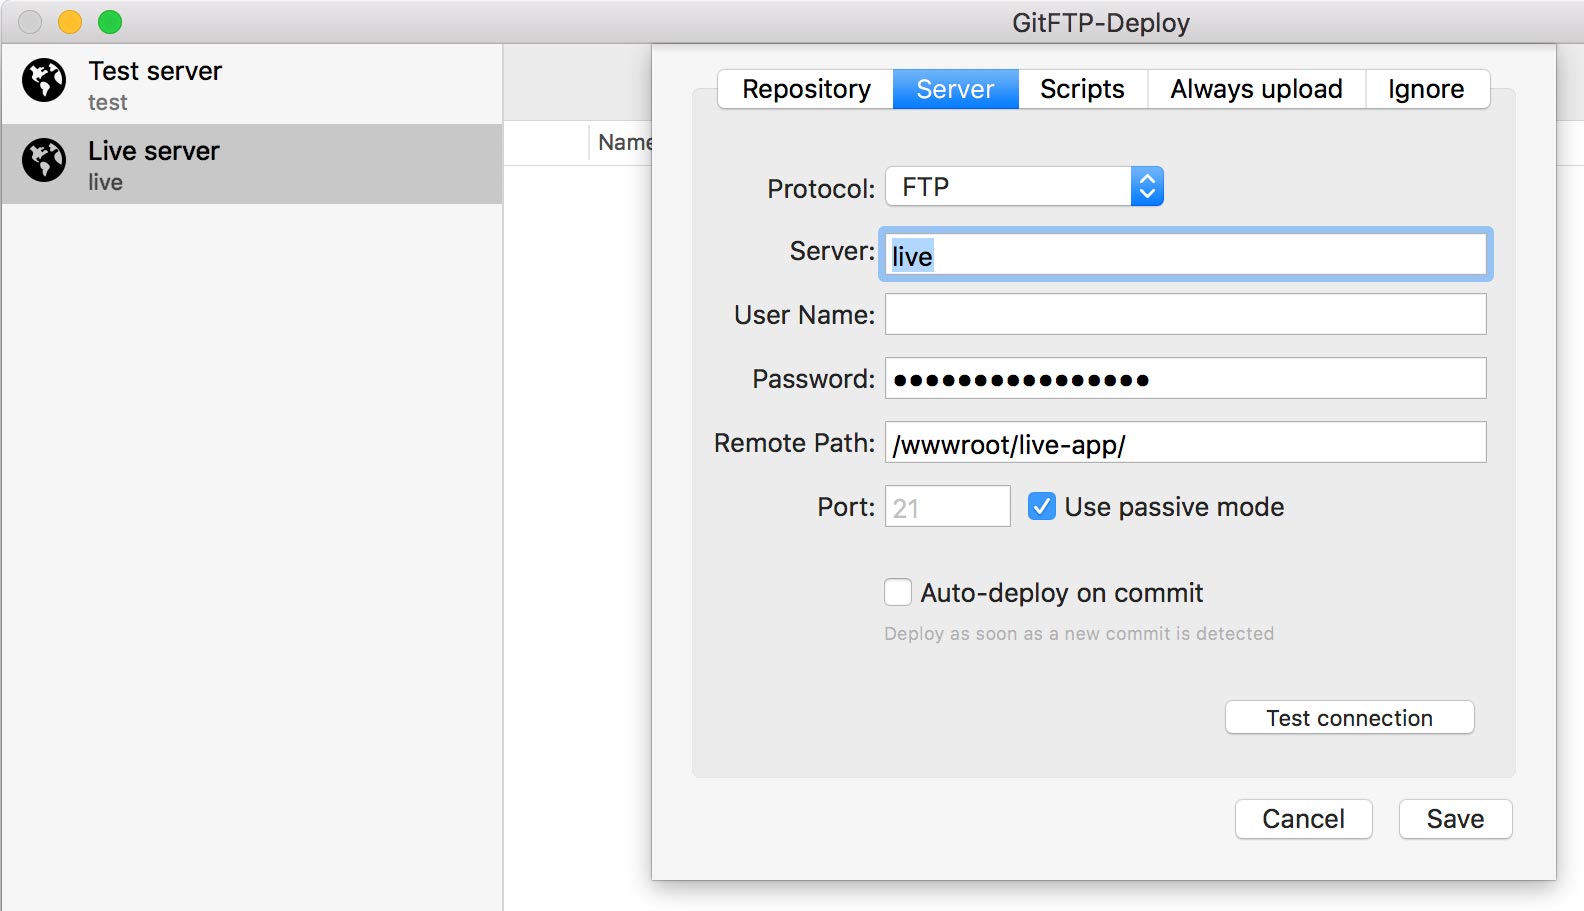 GitFTP-Deploy
Test server
test
Live server
live
Name
Repository
Server
Scripts
Always upload
Ignore
Protocol:
FTP
Server:
live
User Name:
Password:
••••••••••••••••
Remote Path:
/wwwroot/live-app/
Port:
21
Use passive mode
Auto-deploy on commit
Deploy as soon as a new commit is detected
Test connection
Cancel
Save